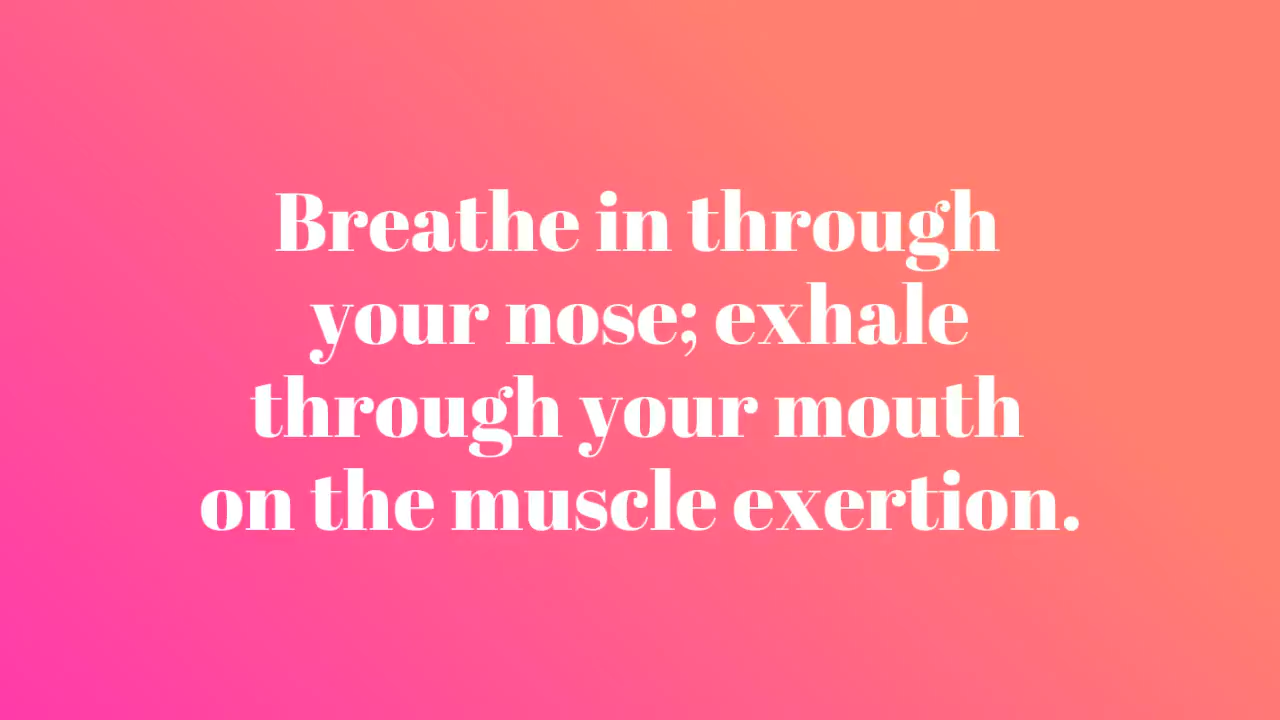 Breathe in through
your nose; exhale
through your mouth
on the muscle exertion.